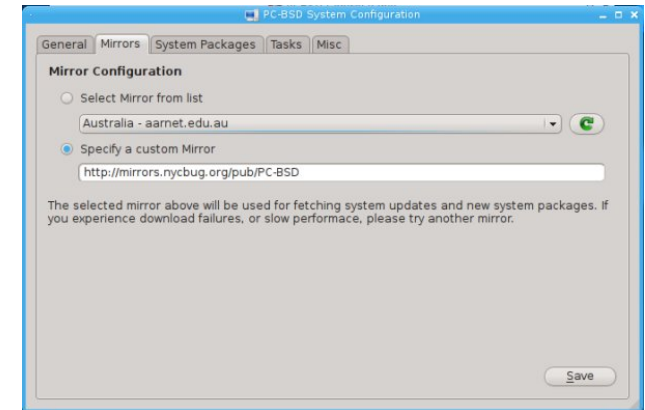 PC-BSD System Configuration
General Mirrors System Packages Tasks Misc
Mirror Configuration
Select Mirror from list
Australia - aarnet.edu.au
Specify a custom Mirror
http://mirrors.nycbug.org/pub/PC-BSD
The selected mirror above will be used for fetching system updates and new system packages. If
you experience download failures, or slow performace, please try another mirror.
Save